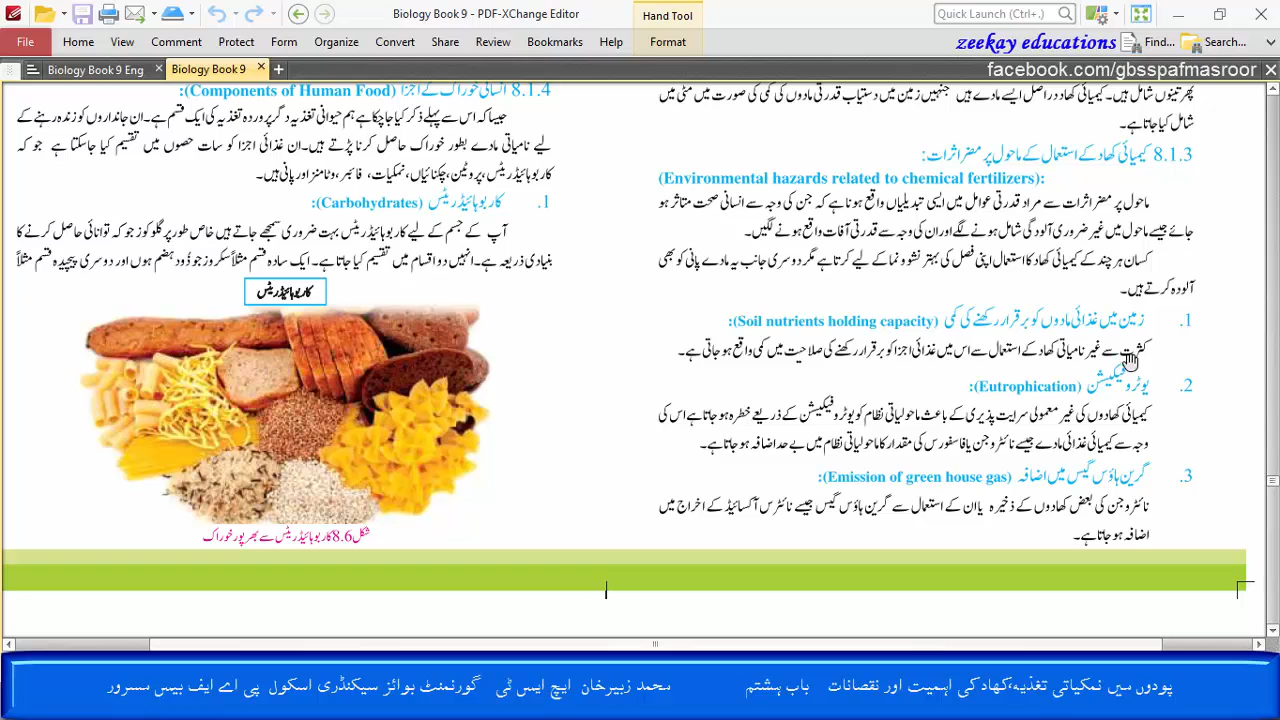 Biology Book 9 - PDF-XChange Editor
Hand Tool
Quick Launch (Ctrl+.)
File Home View Comment Protect Form Organize Convert Share Review Bookmarks Help Format
zeekay educations
Find... Search...
Biology Book 9 Eng
Biology Book 9
facebook.com/gbsspafmasroor
پھر تینوں شامل ہیں۔ کیمیائی کھاد دراصل ایسے مادے ہیں جنہیں زمین میں دستیاب قدرتی مادوں کی کمی کی صورت میں مٹی میں
شامل کیا جاتا ہے۔
8.1.3 کیمیائی کھاد کے استعمال کے ماحول پر مضر اثرات:
(Environmental hazards related to chemical fertilizers):
ماحول پر مضر اثرات سے مراد قدرتی عوامل میں ایسی تبدیلیاں واقع ہونا ہے کہ جن کی وجہ سے انسانی صحت متاثر ہو
جائے جیسے ماحول میں غیر ضروری آلودگی شامل ہونے لگے اور ان کی وجہ سے قدرتی آفات واقع ہونے لگیں۔
کسان ہر چند کے کیمیائی کھاد کا استعمال اپنی فصل کی بہتر نشوونما کے لیے کرتا ہے مگر دوسری جانب یہ مادے پانی کو بھی
آلودہ کرتے ہیں۔
1. زمین میں غذائی مادوں کو برقرار رکھنے کی کمی (Soil nutrients holding capacity):
کثرت سے غیر نامیاتی کھاد کے استعمال سے اس میں غذائی اجزا کو برقرار رکھنے کی صلاحیت میں کمی واقع ہو جاتی ہے۔
2. یوٹروفیکیشن (Eutrophication):
کیمیائی کھادوں کی غیر معمولی سرایت پذیری کے باعث ماحولیاتی نظام کو یوٹروفیکیشن کے ذریعے خطرہ ہو جاتا ہے اس کی
وجہ سے کیمیائی غذائی مادے جیسے نائٹروجن یا فاسفورس کی مقدار کا ماحولیاتی نظام میں بے حد اضافہ ہو جاتا ہے۔
3. گرین ہاؤس گیس میں اضافہ (Emission of green house gas):
نائٹروجن کی بعض کھادوں کے ذخیرہ یا ان کے استعمال سے گرین ہاؤس گیس جیسے نائٹرس آکسائیڈ کے اخراج میں
اضافہ ہو جاتا ہے۔
8.1.4 انسانی خوراک کے اجزا (Components of Human Food):
جیسا کہ اس سے پہلے ذکر کیا جا چکا ہے ہم حیوانی تغذیہ دگر پروردہ تغذیہ کی ایک قسم ہے۔ ان جانداروں کو زندہ رہنے کے
لیے نامیاتی مادے بطور خوراک حاصل کرنا پڑتے ہیں۔ ان غذائی اجزا کو سات حصوں میں تقسیم کیا جا سکتا ہے جو کہ
کاربوہائیڈریٹس، پروٹین، چکنائیاں، نمکیات، فائبر، وٹامنز اور پانی ہیں۔
1. کاربوہائیڈریٹس (Carbohydrates):
آپ کے جسم کے لیے کاربوہائیڈریٹس بہت ضروری سمجھے جاتے ہیں خاص طور پر گلوکوز جو کہ توانائی حاصل کرنے کا
بنیادی ذریعہ ہے۔ انہیں دو اقسام میں تقسیم کیا جاتا ہے۔ ایک سادہ قسم مثلاً سکروز جو زُود ہضم ہوں اور دوسری پیچیدہ قسم مثلاً
کاربوہائیڈریٹس
شکل 8.6 کاربوہائیڈریٹس سے بھرپور خوراک
پودوں میں نمکیاتی تغذیہ،کھاد کی اہمیت اور نقصانات باب ہشتم محمد زبیرخان ایچ ایس ٹی گورنمنٹ بوائز سیکنڈری اسکول پی اے ایف بیس مسرور